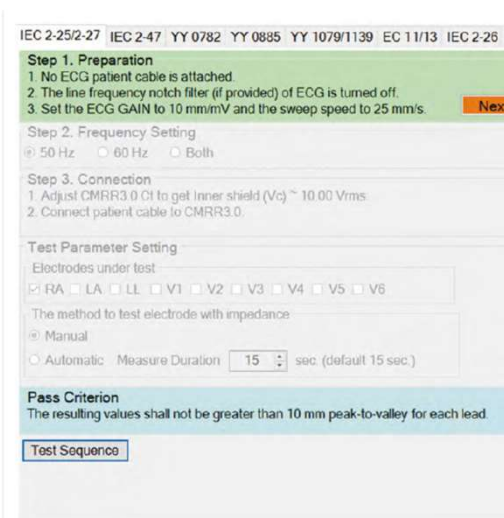 IEC 2-25/2-27 IEC 2-47 YY 0782 YY 0885 YY 1079/1139 EC 11/13 IEC 2-26
Step 1. Preparation
1. No ECG patient cable is attached.
2. The line frequency notch filter (if provided) of ECG is turned off.
3. Set the ECG GAIN to 10 mm/mV and the sweep speed to 25 mm/s.
Nex
Step 2. Frequency Setting
50 Hz 60 Hz Both
Step 3. Connection
1. Adjust CMRR3.0 Ct to get Inner shield (Vc) ~ 10.00 Vrms.
2. Connect patient cable to CMRR3.0.
Test Parameter Setting
Electrodes under test
RA LA LL V1 V2 V3 V4 V5 V6
The method to test electrode with impedance
Manual
Automatic Measure Duration 15 sec. (default 15 sec.)
Pass Criterion
The resulting values shall not be greater than 10 mm peak-to-valley for each lead.
Test Sequence